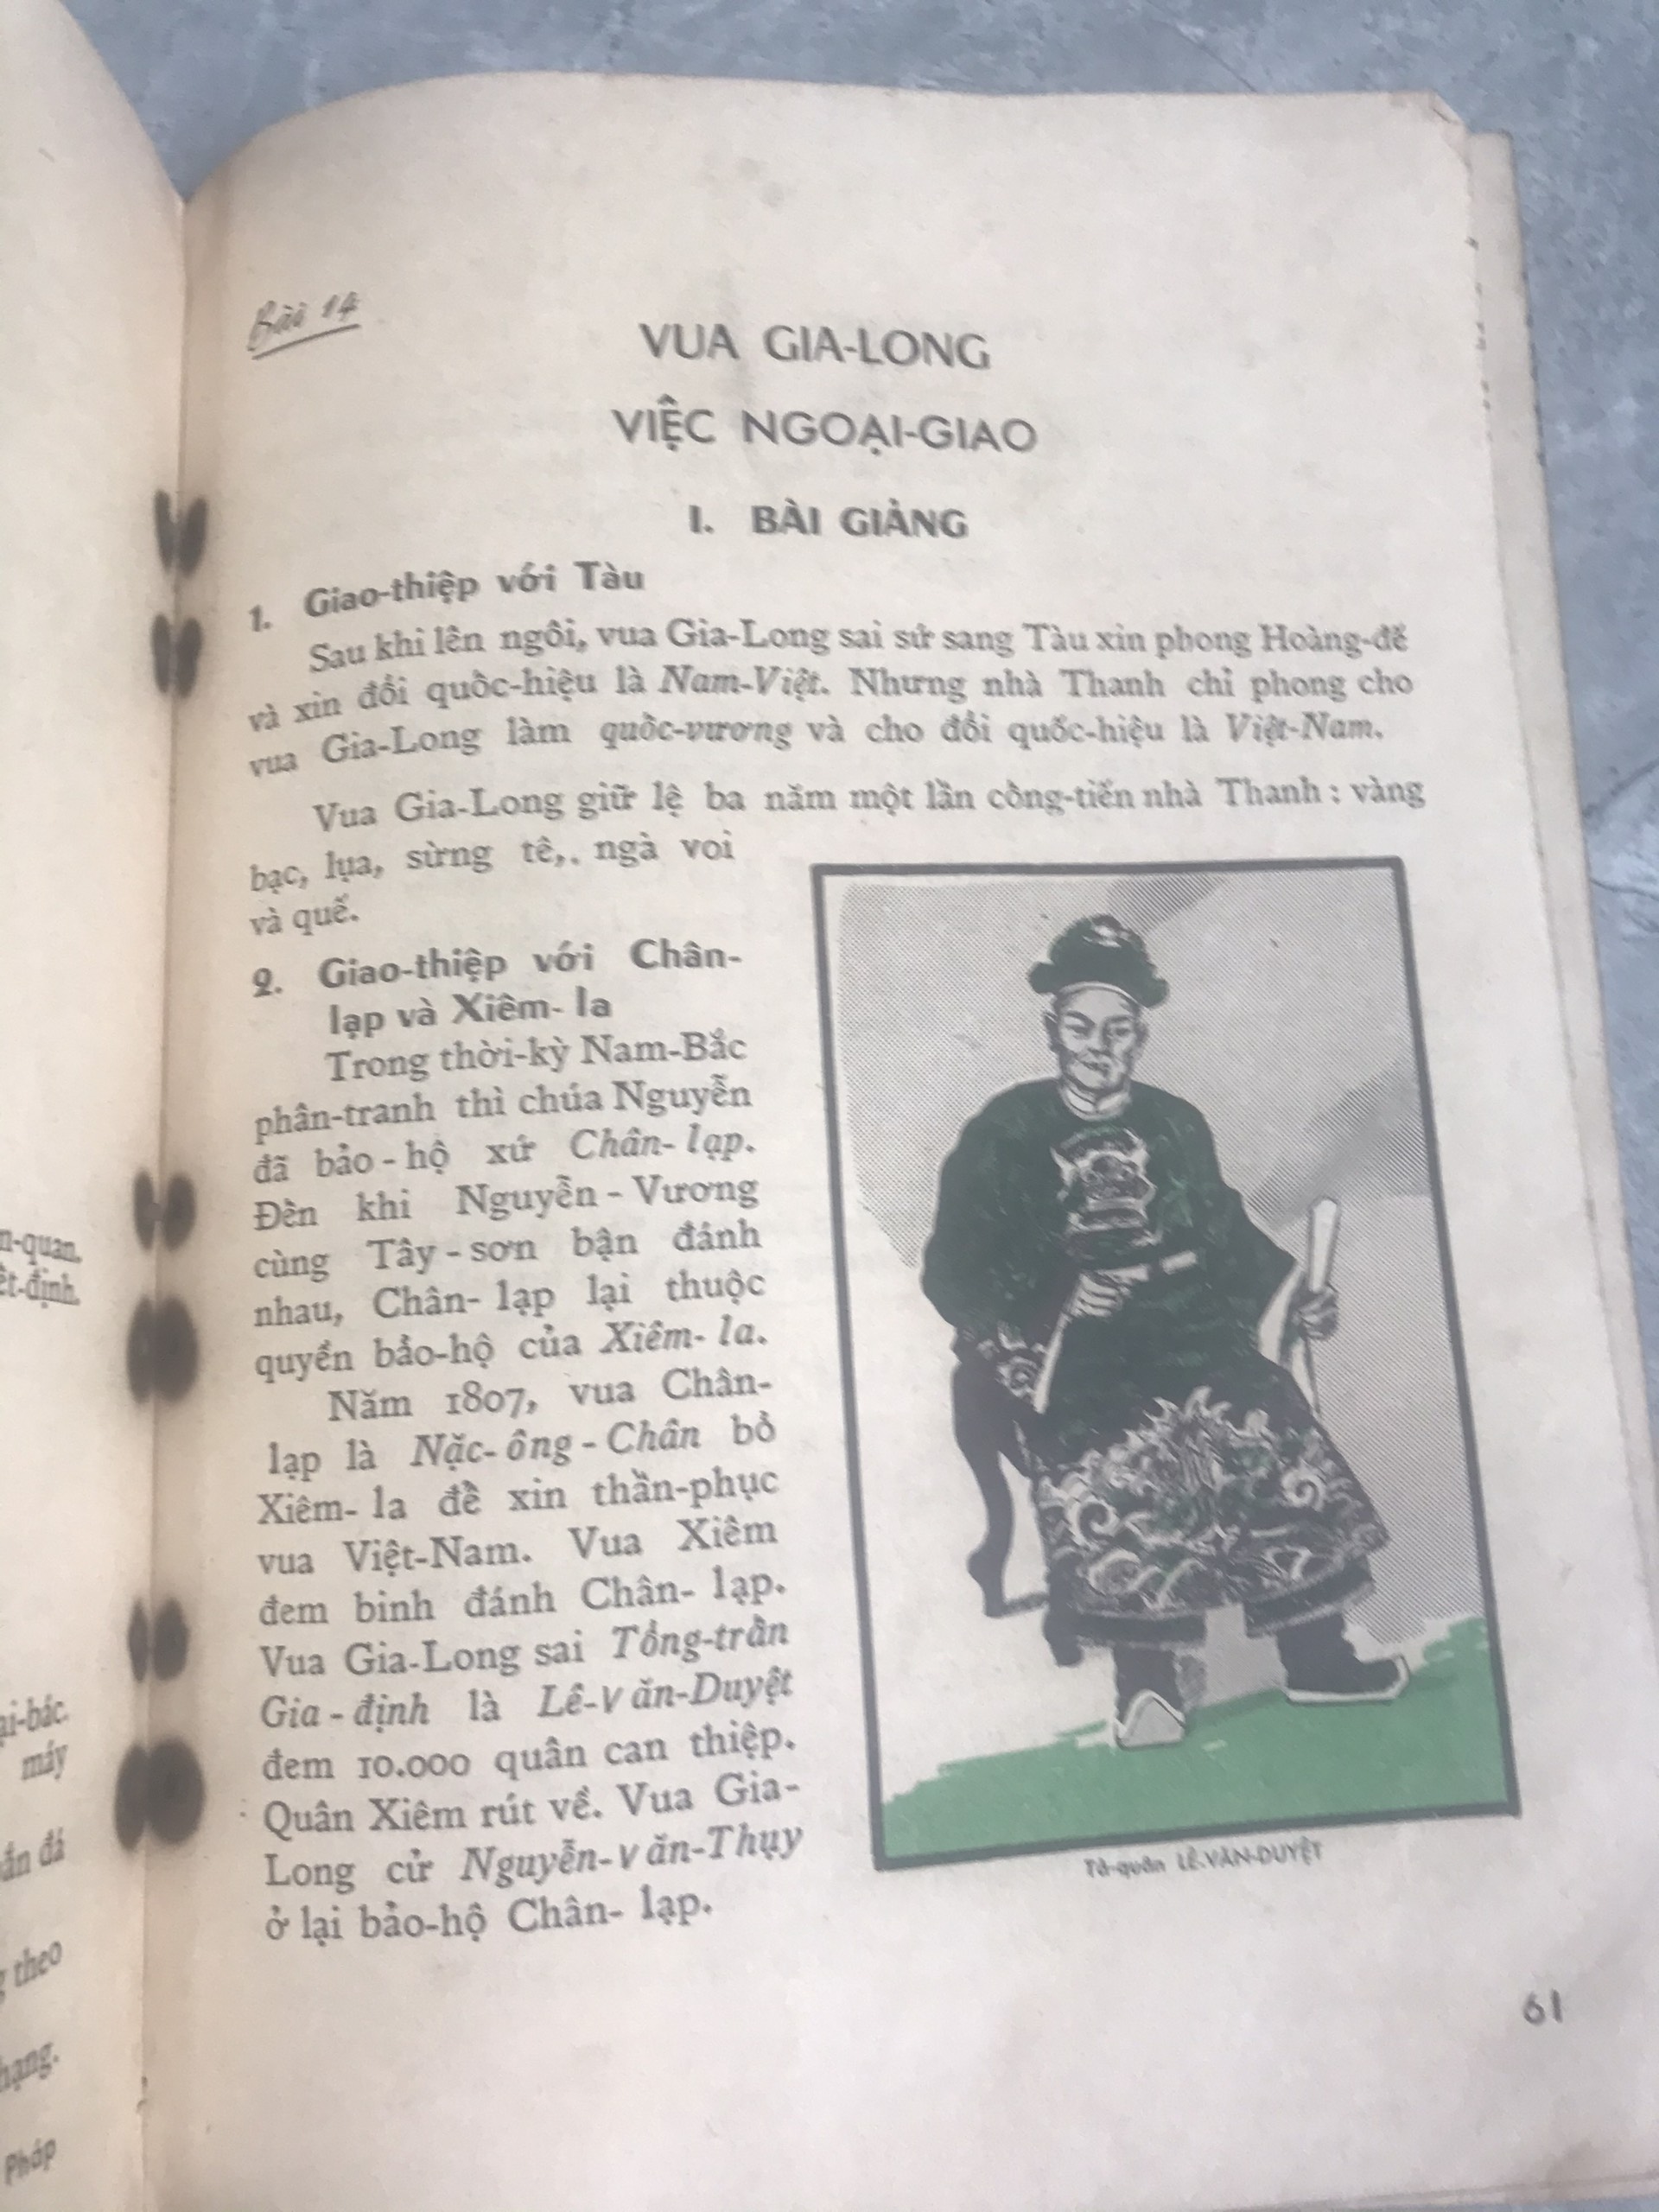 n-quan.
ết-định.
ại-bác.
máy
ắn đá
g theo
hạng.
Pháp
Bài 14
VUA GIA-LONG
VIỆC NGOẠI-GIAO
I. BÀI GIẢNG
1. Giao-thiệp với Tàu
Sau khi lên ngôi, vua Gia-Long sai sứ sang Tàu xin phong Hoàng-đế
và xin đổi quốc-hiệu là Nam-Việt. Nhưng nhà Thanh chỉ phong cho
vua Gia-Long làm quốc-vương và cho đổi quốc-hiệu là Việt-Nam.
Vua Gia-Long giữ lệ ba năm một lần cống-tiến nhà Thanh : vàng
bạc, lụa, sừng tê,. ngà voi
và quế.
2. Giao-thiệp với Chân-
lạp và Xiêm- la
Trong thời-kỳ Nam-Bắc
phân-tranh thì chúa Nguyễn
đã bảo - hộ xứ Chân- lạp.
Đến khi Nguyễn - Vương
cùng Tây - sơn bận đánh
nhau, Chân- lạp lại thuộc
quyền bảo-hộ của Xiêm- la.
Năm 1807, vua Chân-
lạp là Nặc- ông - Chân bỏ
Xiêm- la để xin thần-phục
vua Việt-Nam. Vua Xiêm
đem binh đánh Chân- lạp.
Vua Gia-Long sai Tổng-trấn
Gia - định là Lê-Văn-Duyệt
đem 10.000 quân can thiệp.
Quân Xiêm rút về. Vua Gia-
Long cử Nguyễn-Văn-Thụy
ở lại bảo-hộ Chân- lạp.
Tả-quân LÊ-VĂN-DUYỆT
61